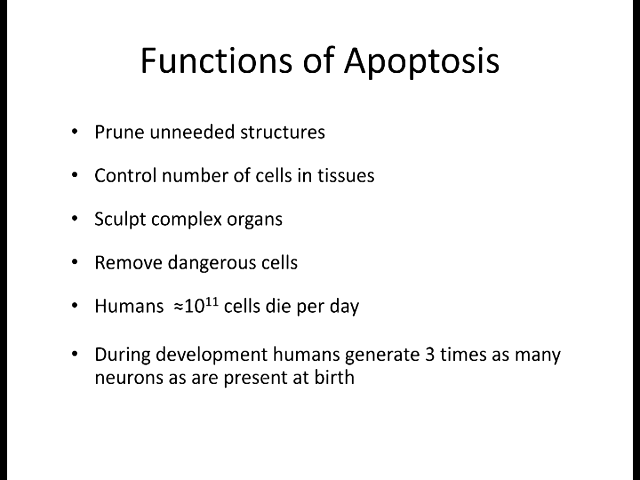 Functions of Apoptosis
• Prune unneeded structures
• Control number of cells in tissues
• Sculpt complex organs
• Remove dangerous cells
• Humans ≈10¹¹ cells die per day
• During development humans generate 3 times as many
neurons as are present at birth